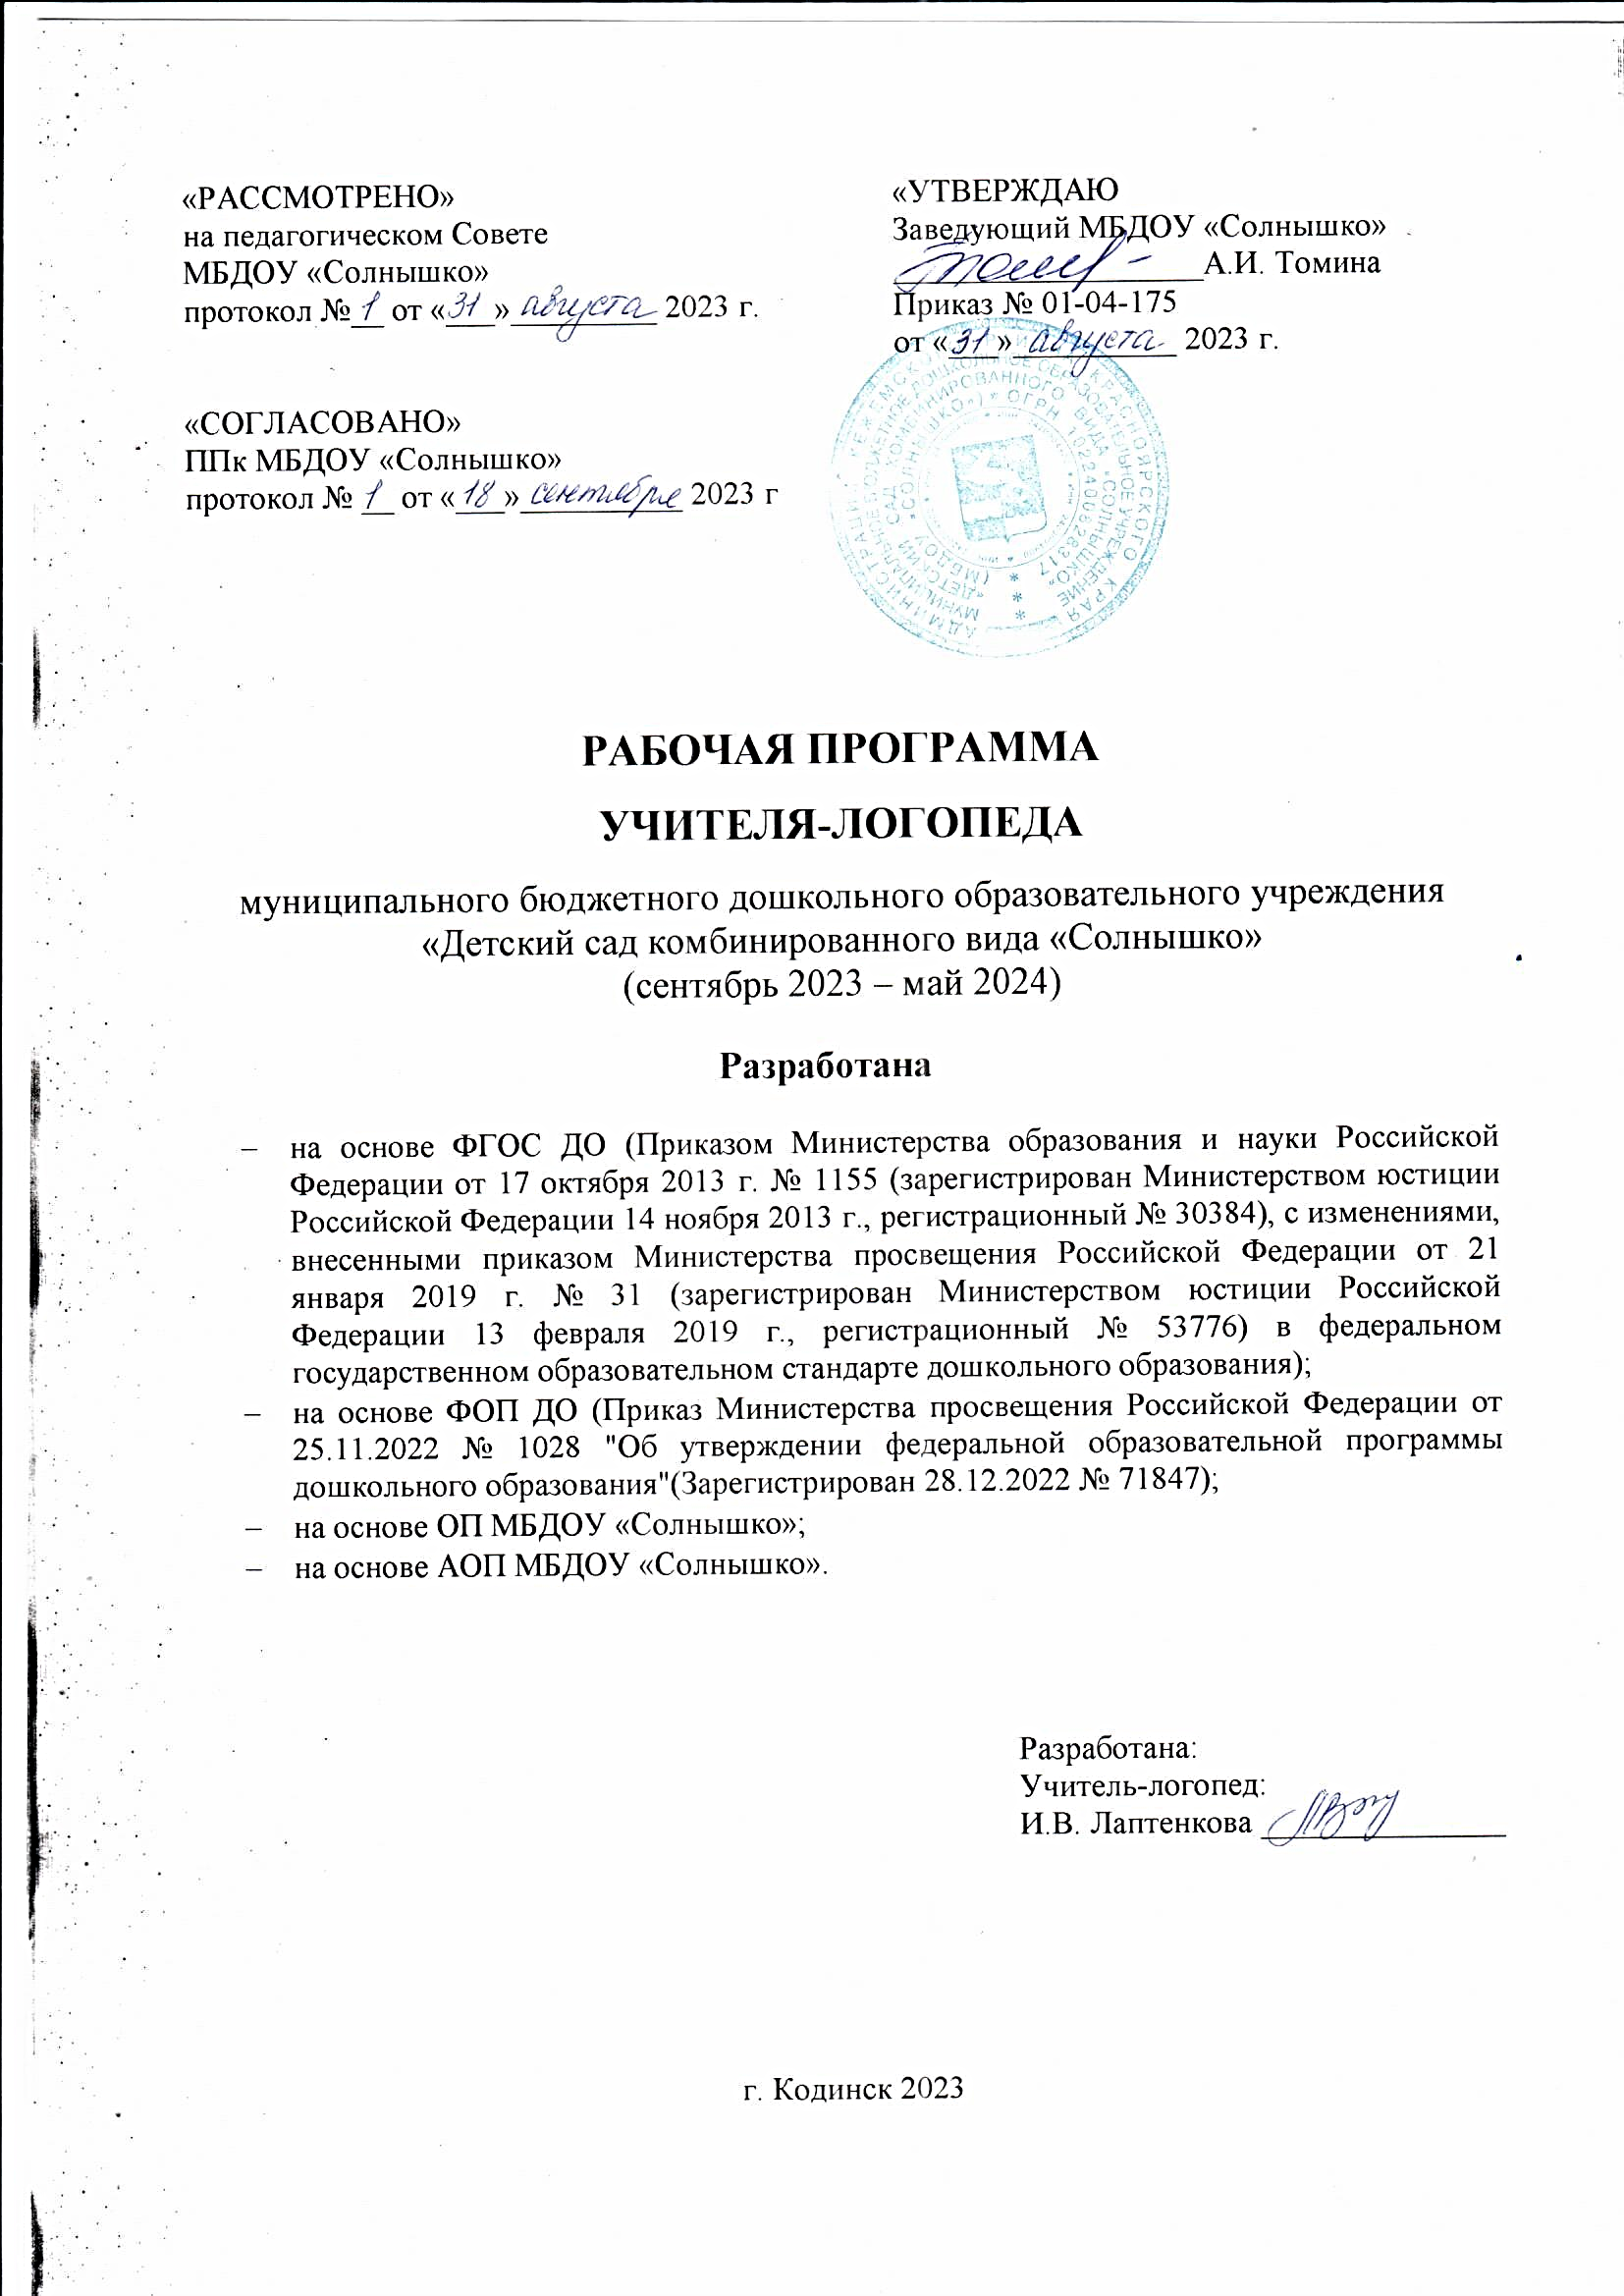 «РАССМОТРЕНО»
на педагогическом Совете
МБДОУ «Солнышко»
протокол № 1 от «31» августа 2023 г.
«УТВЕРЖДАЮ
Заведующий МБДОУ «Солнышко»
А.И. Томина
Приказ № 01-04-175
от «31» августа 2023 г.
«СОГЛАСОВАНО»
ППк МБДОУ «Солнышко»
протокол № 1 от «18» сентября 2023 г
РАБОЧАЯ ПРОГРАММА
УЧИТЕЛЯ-ЛОГОПЕДА
муниципального бюджетного дошкольного образовательного учреждения
«Детский сад комбинированного вида «Солнышко»
(сентябрь 2023 – май 2024)
Разработана
– на основе ФГОС ДО (Приказом Министерства образования и науки Российской
Федерации от 17 октября 2013 г. № 1155 (зарегистрирован Министерством юстиции
Российской Федерации 14 ноября 2013 г., регистрационный № 30384), с изменениями,
внесенными приказом Министерства просвещения Российской Федерации от 21
января 2019 г. № 31 (зарегистрирован Министерством юстиции Российской
Федерации 13 февраля 2019 г., регистрационный № 53776) в федеральном
государственном образовательном стандарте дошкольного образования);
– на основе ФОП ДО (Приказ Министерства просвещения Российской Федерации от
25.11.2022 № 1028 "Об утверждении федеральной образовательной программы
дошкольного образования"(Зарегистрирован 28.12.2022 № 71847);
– на основе ОП МБДОУ «Солнышко»;
– на основе АОП МБДОУ «Солнышко».
Разработана:
Учитель-логопед:
И.В. Лаптенкова
г. Кодинск 2023